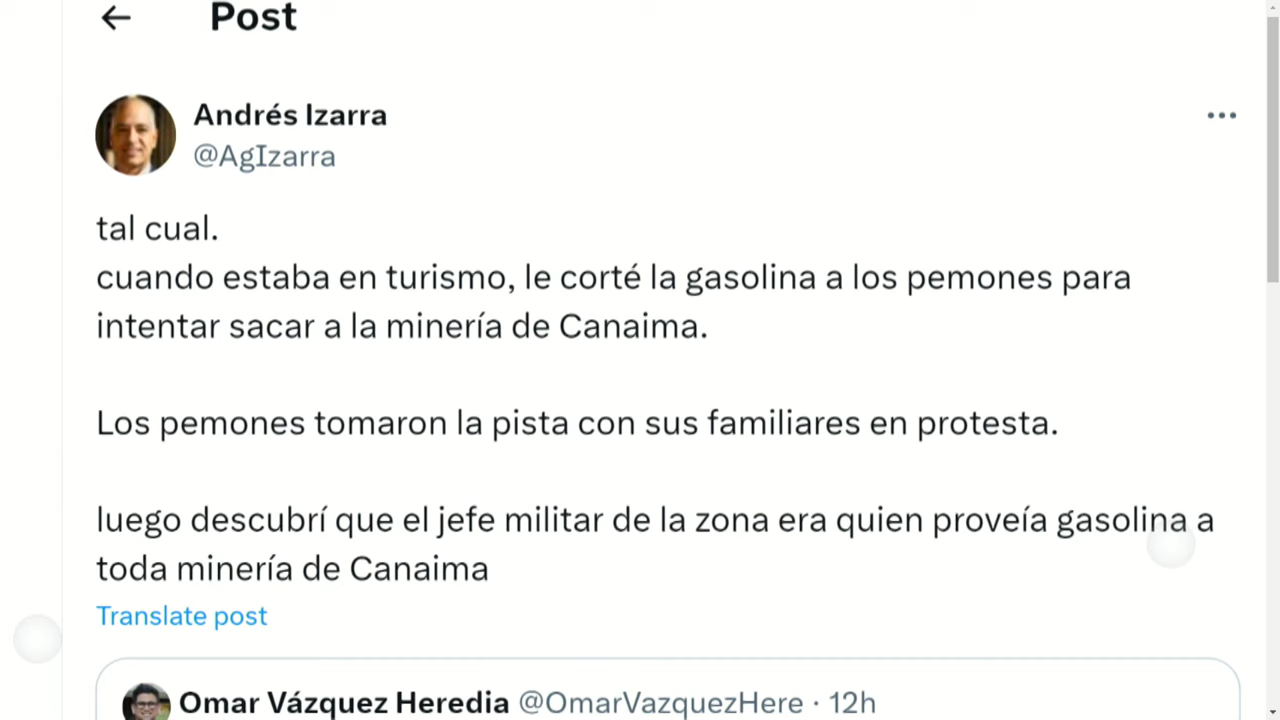 Post
Andrés Izarra
@AgIzarra
tal cual.
cuando estaba en turismo, le corté la gasolina a los pemones para
intentar sacar a la minería de Canaima.
Los pemones tomaron la pista con sus familiares en protesta.
luego descubrí que el jefe militar de la zona era quien proveía gasolina a
toda minería de Canaima
Translate post
Omar Vázquez Heredia @OmarVazquezHere · 12h